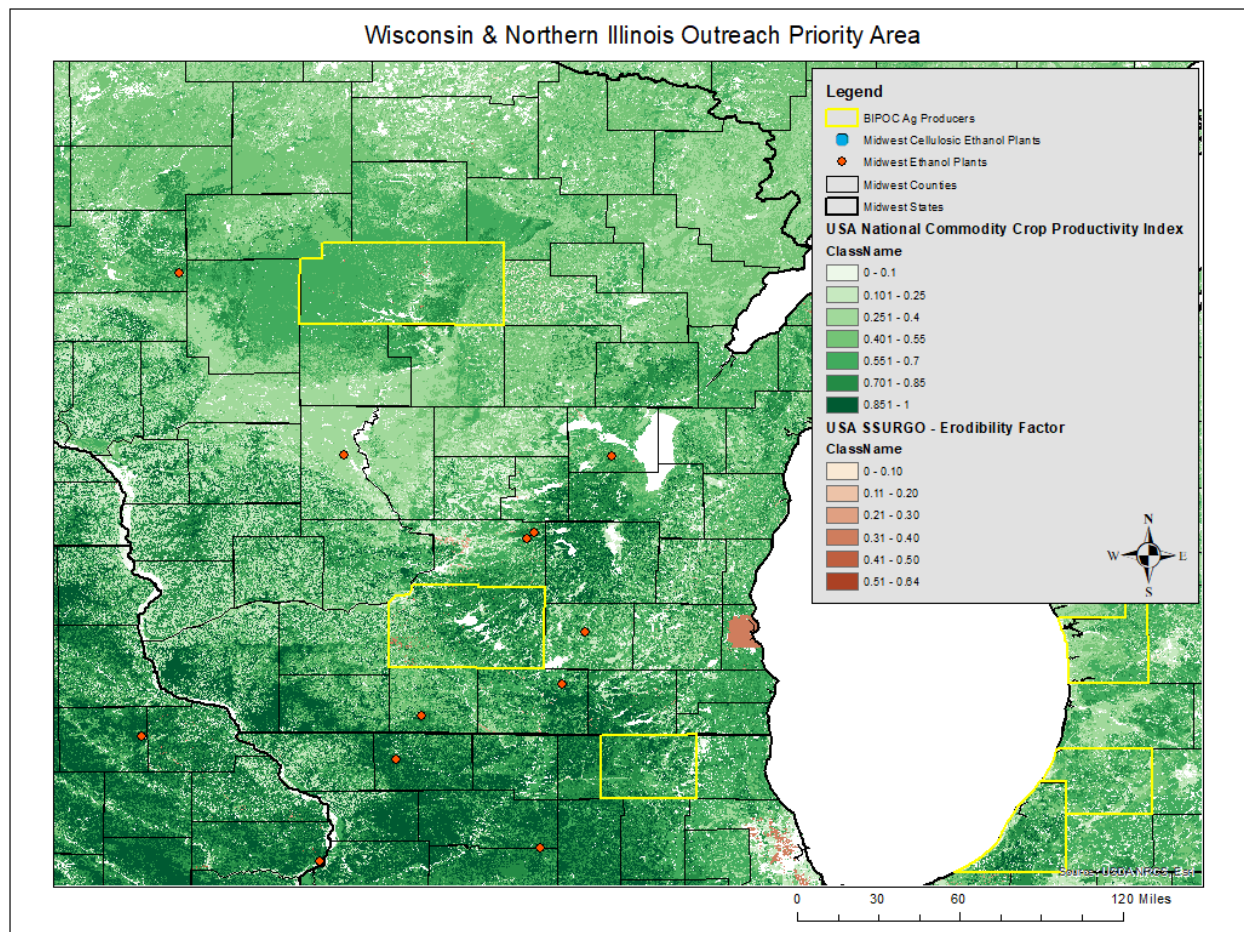 Wisconsin & Northern Illinois Outreach Priority Area
Legend
BIPOC Ag Producers
Midwest Cellulosic Ethanol Plants
Midwest Ethanol Plants
Midwest Counties
Midwest States
USA National Commodity Crop Productivity Index
ClassName
0 - 0.1
0.101 - 0.25
0.251 - 0.4
0.401 - 0.55
0.551 - 0.7
0.701 - 0.85
0.851 - 1
USA SSURGO - Erodibility Factor
ClassName
0 - 0.10
0.11 - 0.20
0.21 - 0.30
0.31 - 0.40
0.41 - 0.50
0.51 - 0.64
N
W E
S
Source: USDA NRCS, Esri
0 30 60 120 Miles